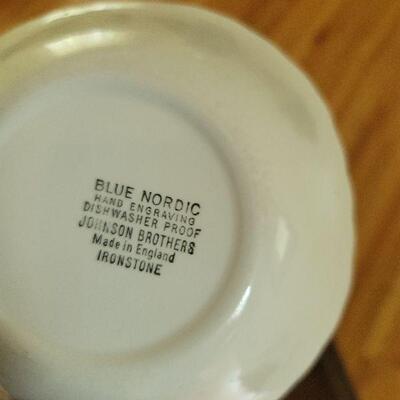 BLUE NORDIC
HAND ENGRAVING
DISHWASHER PROOF
JOHNSON BROTHERS
Made in England
IRONSTONE